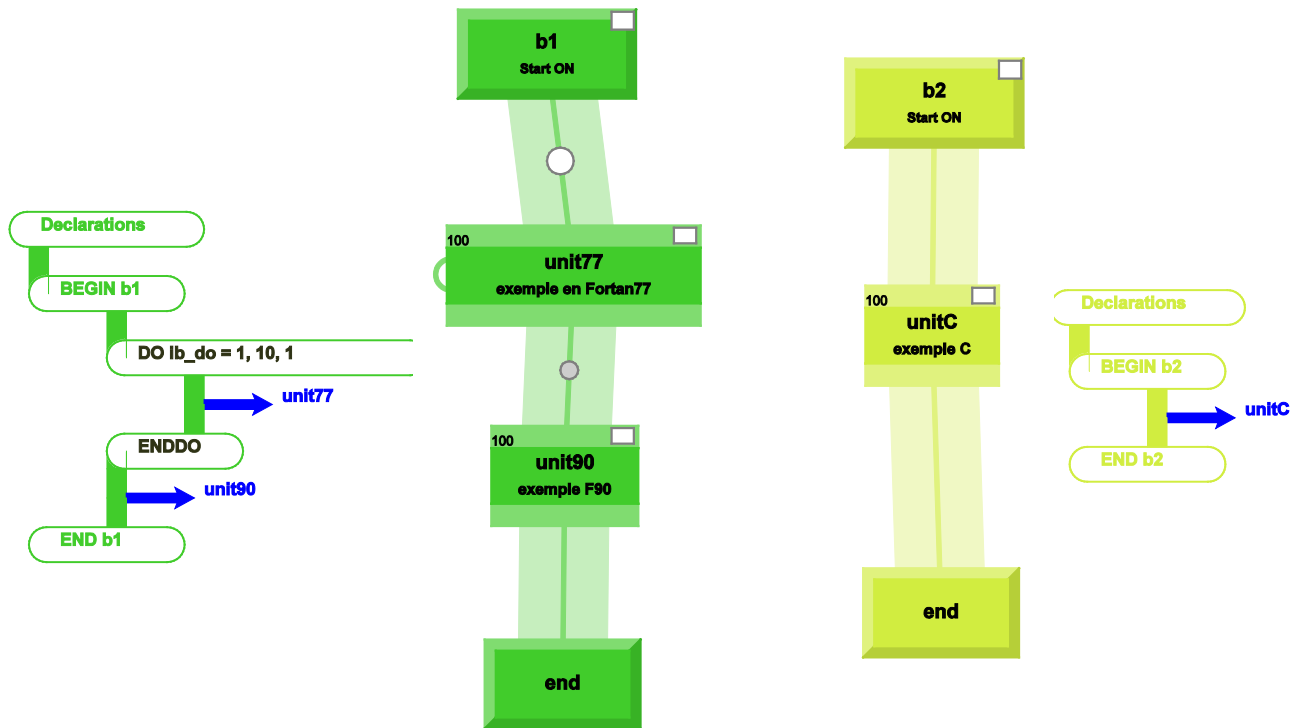 Declarations
BEGIN b1
DO lb_do = 1, 10, 1
unit77
ENDDO
unit90
END b1
b1
Start ON
100
unit77
exemple en Fortan77
100
unit90
exemple F90
end
b2
Start ON
100
unitC
exemple C
end
Declarations
BEGIN b2
unitC
END b2